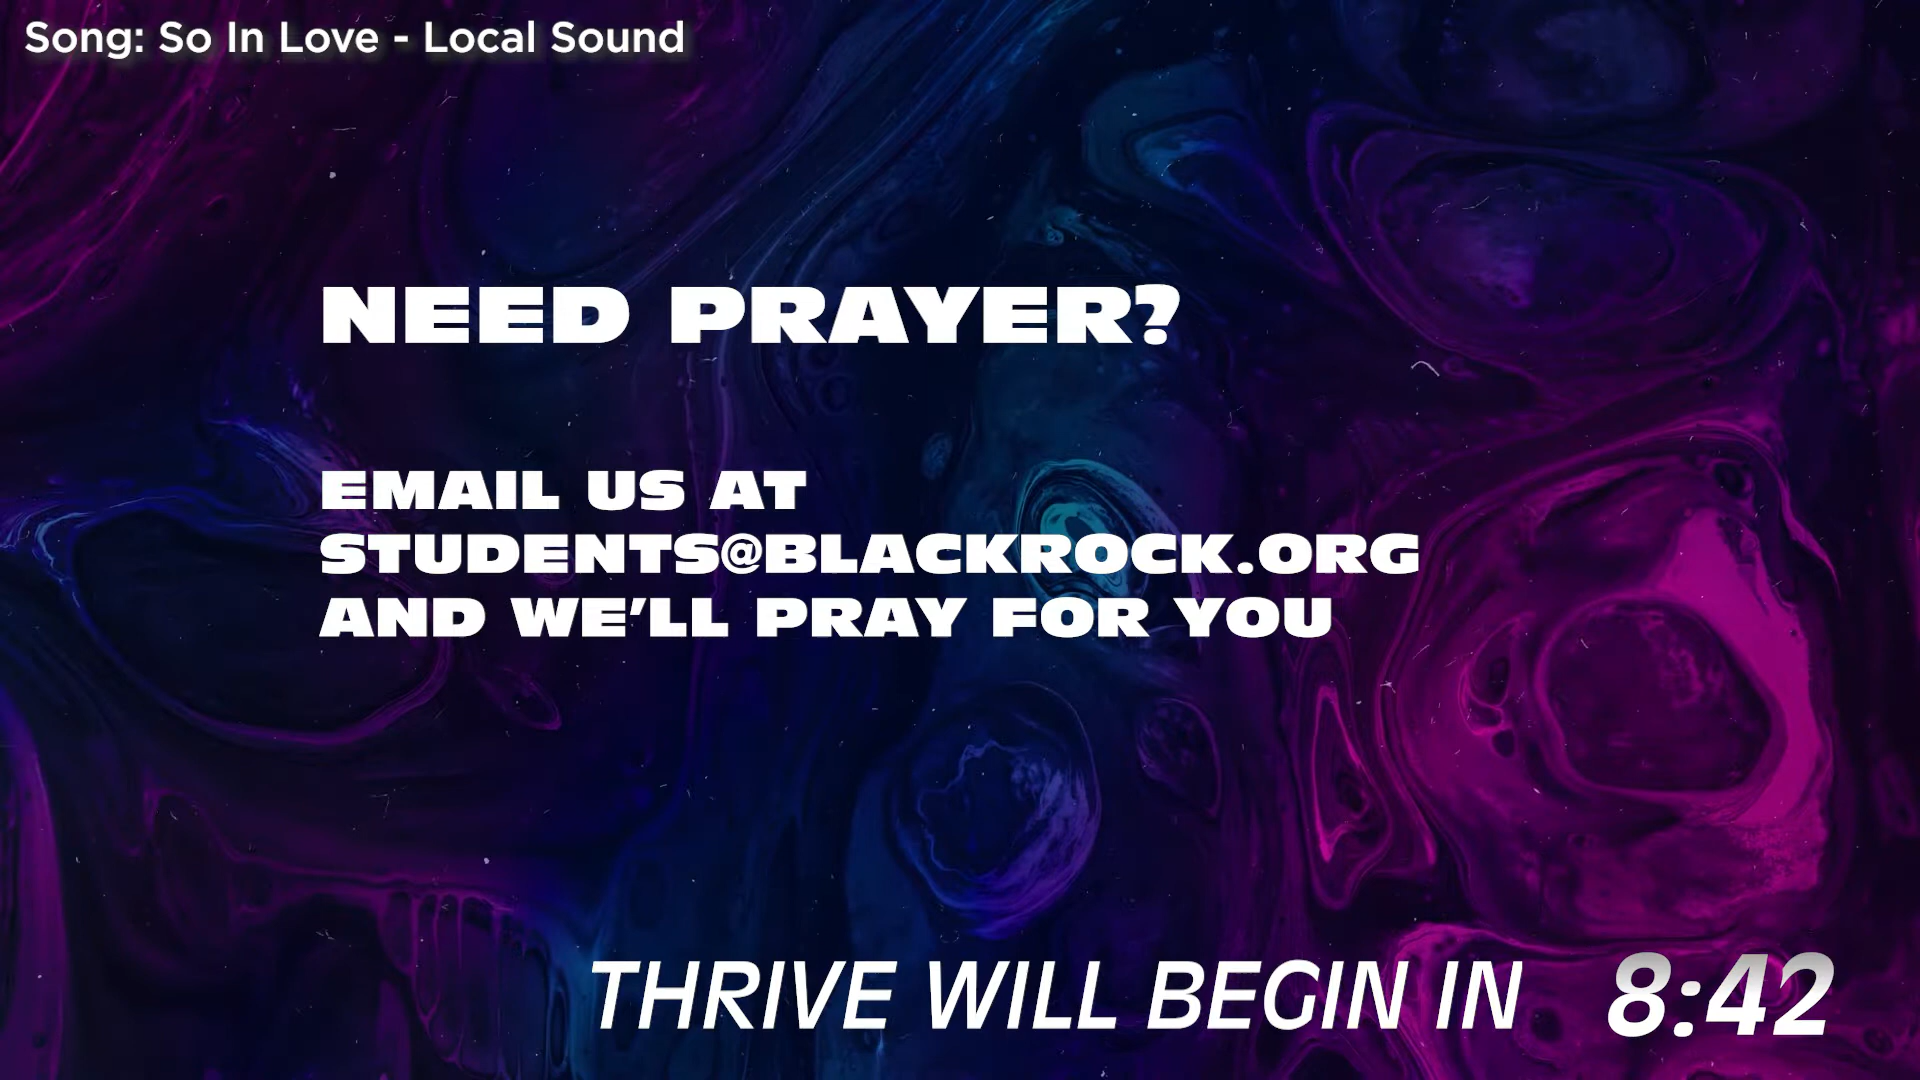 Song: So In Love - Local Sound
NEED PRAYER?
EMAIL US AT
STUDENTS@BLACKROCK.ORG
AND WE'LL PRAY FOR YOU
THRIVE WILL BEGIN IN 8:42